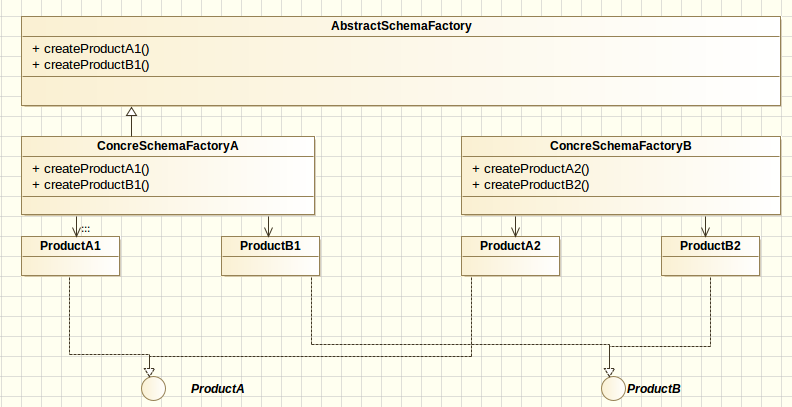 AbstractSchemaFactory
+ createProductA1()
+ createProductB1()
ConcreSchemaFactoryA
+ createProductA1()
+ createProductB1()
ConcreSchemaFactoryB
+ createProductA2()
+ createProductB2()
:::
ProductA1
ProductB1
ProductA2
ProductB2
ProductA
ProductB